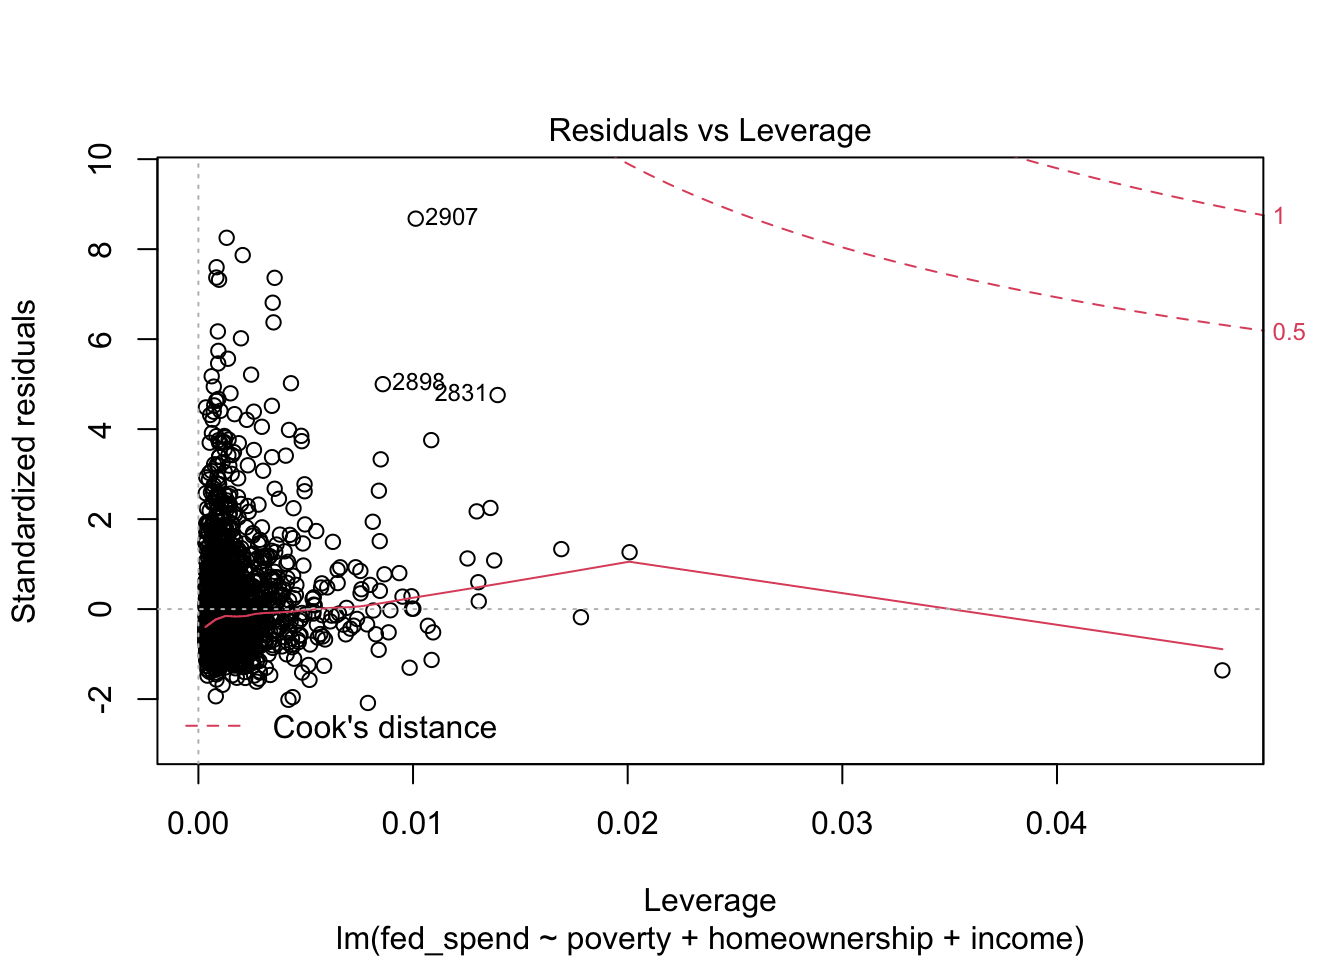 Residuals vs Leverage
Standardized residuals
10
8
6
4
2
0
-2
2907
2898
2831
1
0.5
Cook's distance
0.00 0.01 0.02 0.03 0.04
Leverage
lm(fed_spend ~ poverty + homeownership + income)